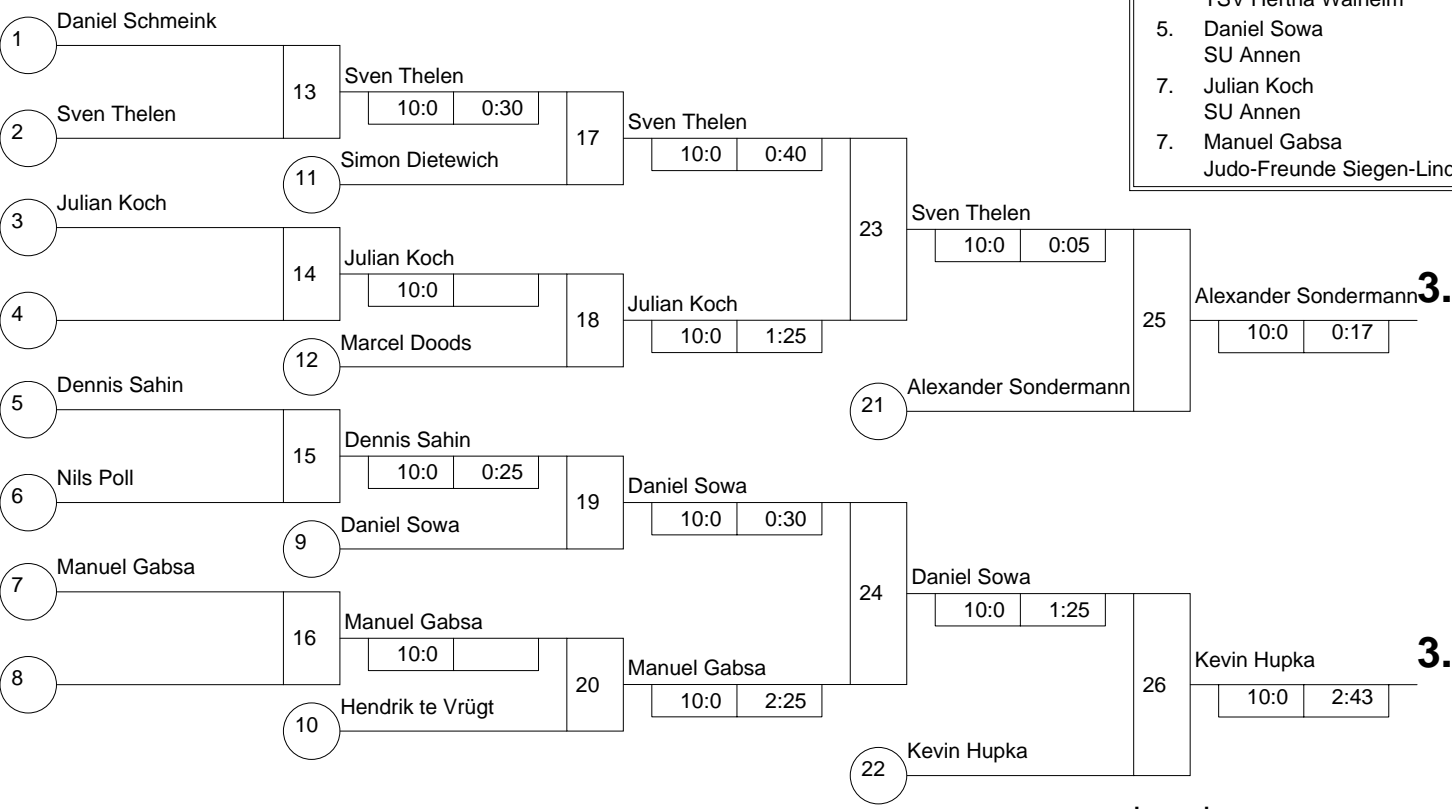 TSV Hertha Walheim
5. Daniel Sowa
SU Annen
7. Julian Koch
SU Annen
7. Manuel Gabsa
Judo-Freunde Siegen-Lind
1 Daniel Schmeink
13 Sven Thelen
10:0 0:30
2 Sven Thelen
17 Sven Thelen
10:0 0:40
11 Simon Dietewich
3 Julian Koch
23 Sven Thelen
10:0 0:05
14 Julian Koch
10:0
4
18 Julian Koch
10:0 1:25
12 Marcel Doods
25 Alexander Sondermann 3.
10:0 0:17
5 Dennis Sahin
21 Alexander Sondermann
15 Dennis Sahin
10:0 0:25
6 Nils Poll
19 Daniel Sowa
10:0 0:30
9 Daniel Sowa
7 Manuel Gabsa
24 Daniel Sowa
10:0 1:25
16 Manuel Gabsa
10:0
8
20 Manuel Gabsa
10:0 2:25
10 Hendrik te Vrügt
26 Kevin Hupka 3.
10:0 2:43
22 Kevin Hupka